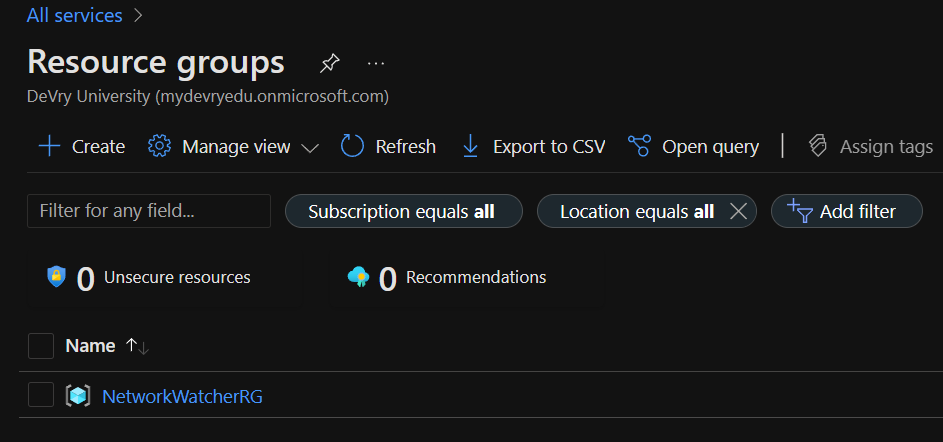 All services
Resource groups
DeVry University (mydevryedu.onmicrosoft.com)
Create Manage view Refresh Export to CSV Open query Assign tags
Filter for any field... Subscription equals all Location equals all Add filter
0 Unsecure resources 0 Recommendations
Name
NetworkWatcherRG